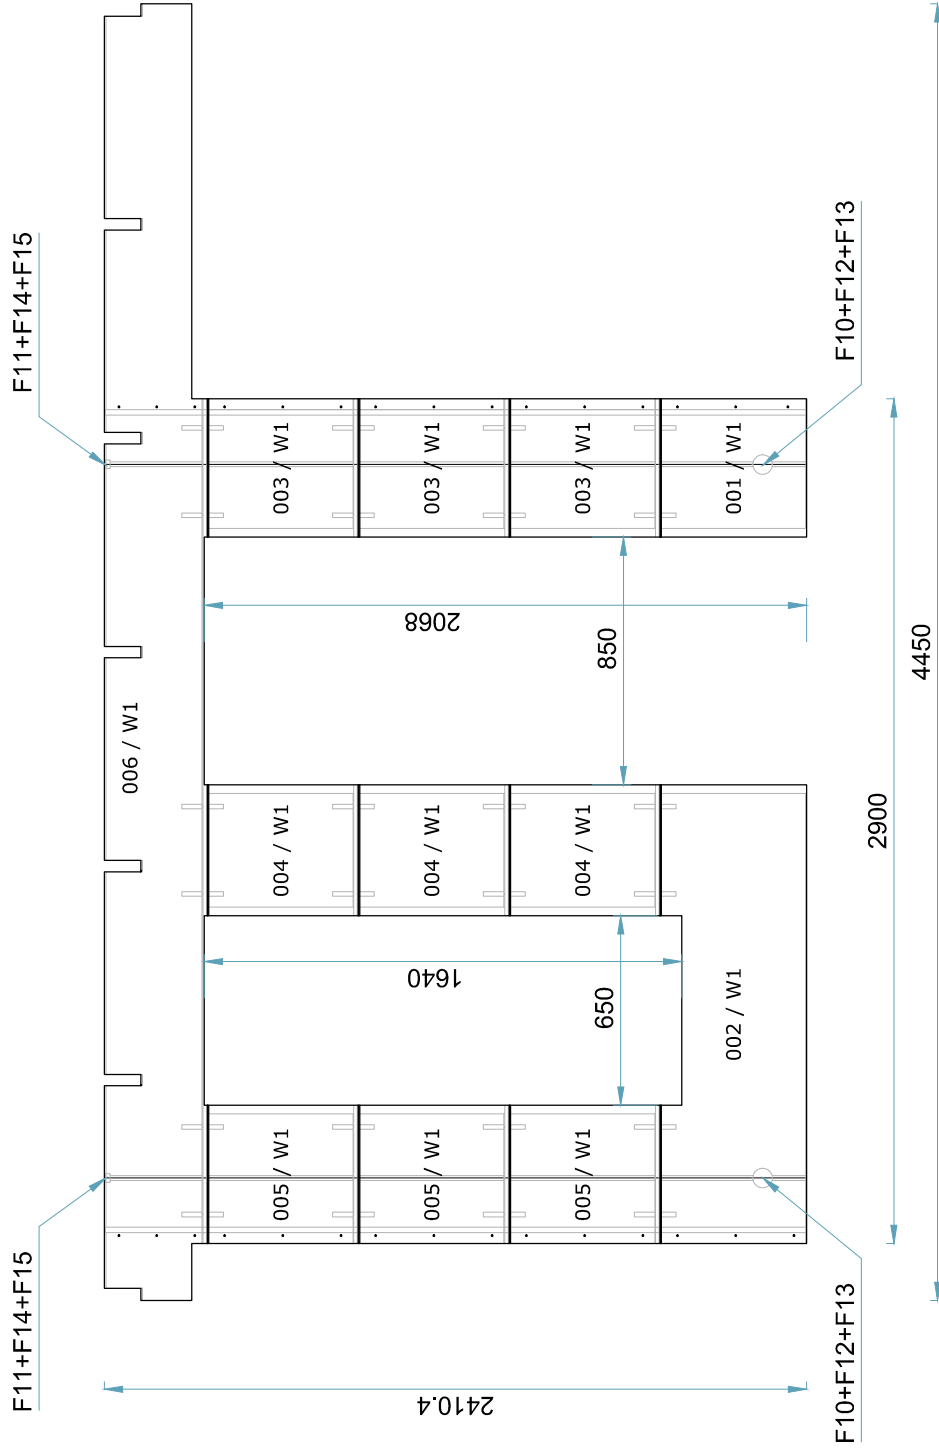 F11+F14+F15
F11+F14+F15
006 / W1
005 / W1
004 / W1
003 / W1
005 / W1
004 / W1
003 / W1
005 / W1
004 / W1
003 / W1
002 / W1
001 / W1
1640
2068
2410.4
650
850
F10+F12+F13
F10+F12+F13
2900
4450